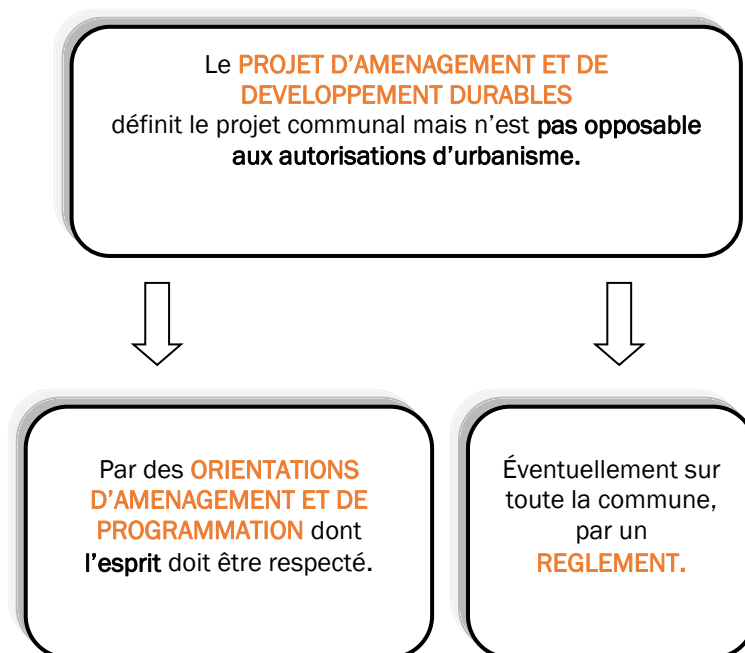 Le PROJET D’AMENAGEMENT ET DE
DEVELOPPEMENT DURABLES
définit le projet communal mais n’est pas opposable
aux autorisations d’urbanisme.
Par des ORIENTATIONS
D’AMENAGEMENT ET DE
PROGRAMMATION dont
l’esprit doit être respecté.
Éventuellement sur
toute la commune,
par un
REGLEMENT.